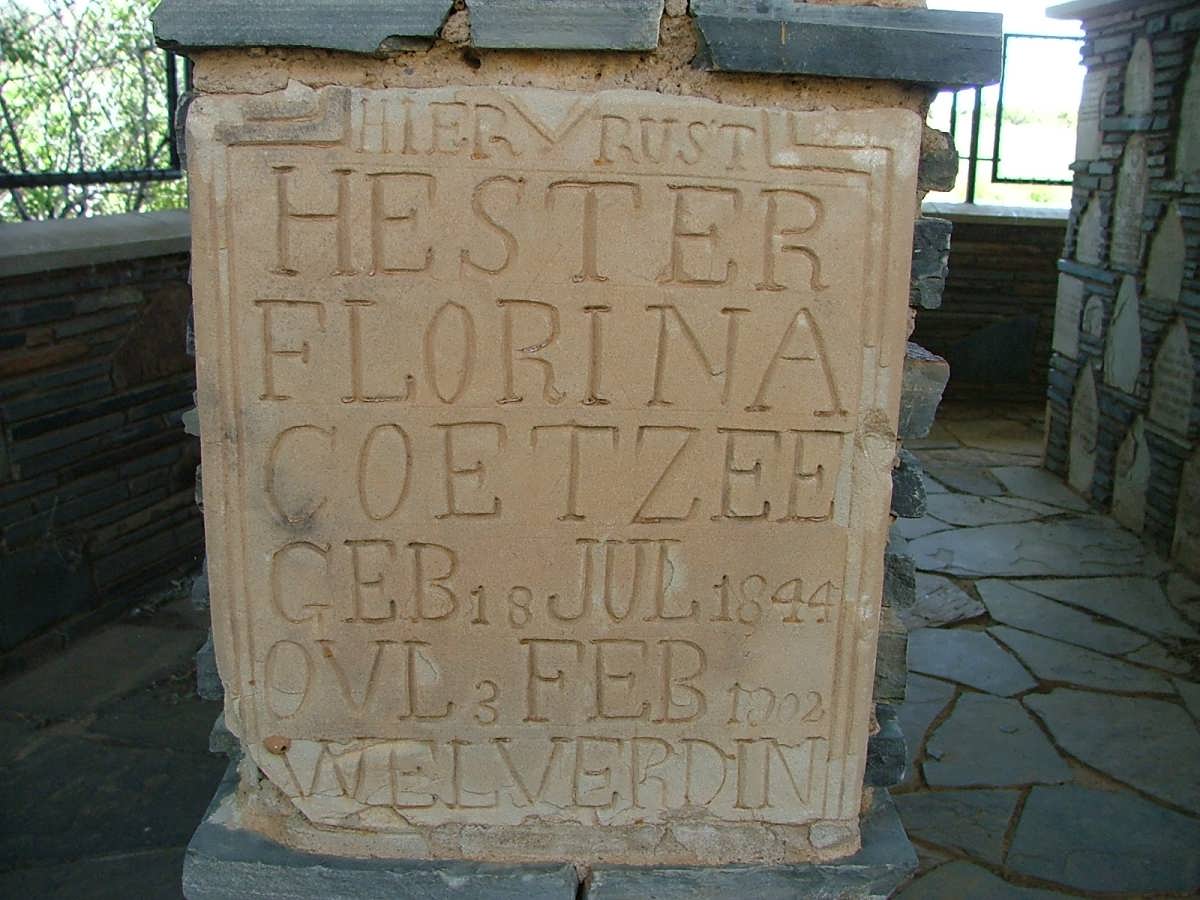 HIER RUST
HESTER
FLORINA
COETZEE
GEB 18 JUL 1844
OVL 3 FEB 1902
WELVERDIN